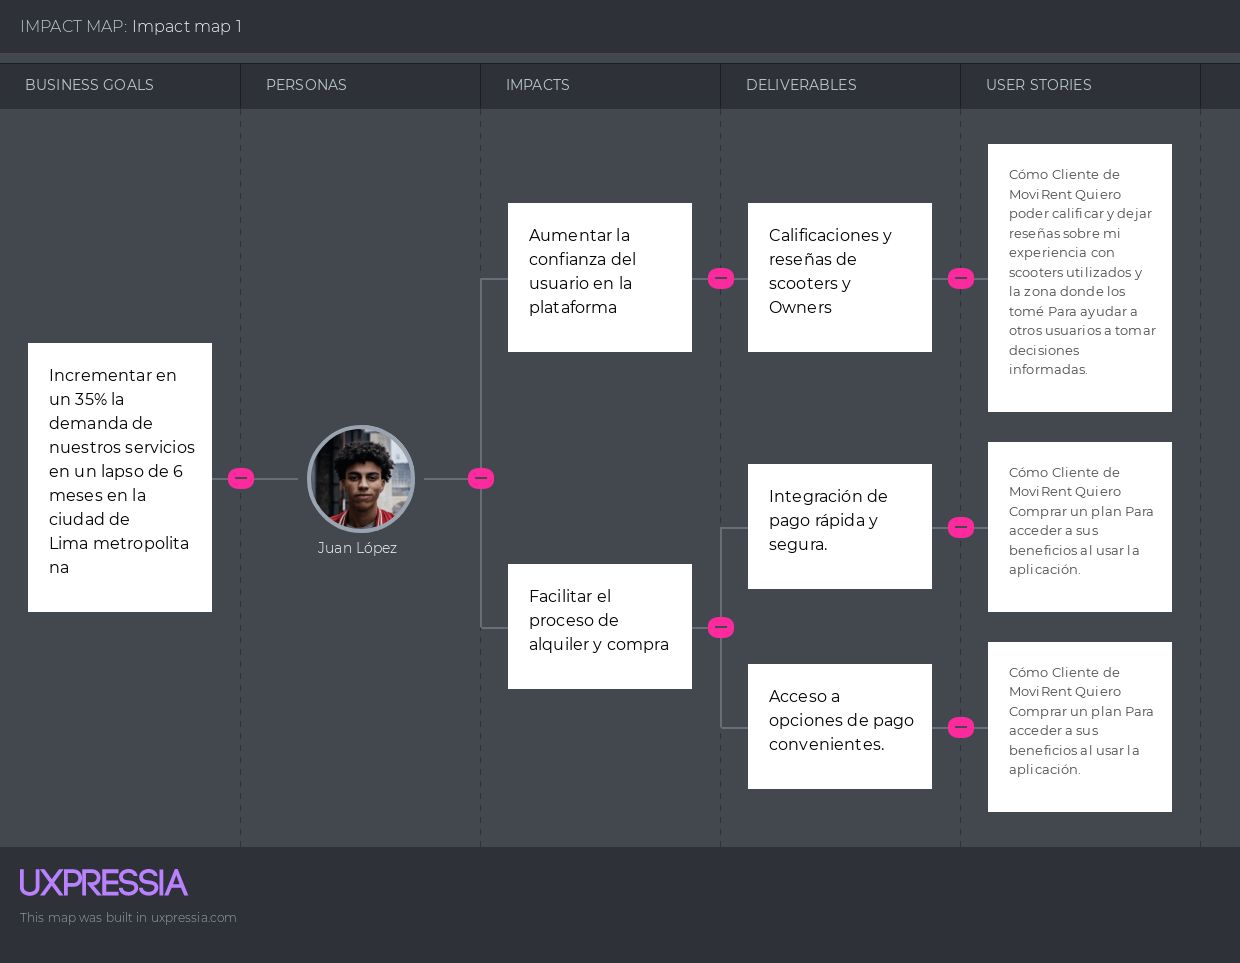 IMPACT MAP: Impact map 1
BUSINESS GOALS
PERSONAS
IMPACTS
DELIVERABLES
USER STORIES
Incrementar en
un 35% la
demanda de
nuestros servicios
en un lapso de 6
meses en la
ciudad de
Lima metropolita
na
Juan López
Aumentar la
confianza del
usuario en la
plataforma
Calificaciones y
reseñas de
scooters y
Owners
Cómo Cliente de
MoviRent Quiero
poder calificar y dejar
reseñas sobre mi
experiencia con
scooters utilizados y
la zona donde los
tomé Para ayudar a
otros usuarios a tomar
decisiones
informadas.
Facilitar el
proceso de
alquiler y compra
Integración de
pago rápida y
segura.
Cómo Cliente de
MoviRent Quiero
Comprar un plan Para
acceder a sus
beneficios al usar la
aplicación.
Acceso a
opciones de pago
convenientes.
Cómo Cliente de
MoviRent Quiero
Comprar un plan Para
acceder a sus
beneficios al usar la
aplicación.
UXPRESSIA
This map was built in uxpressia.com